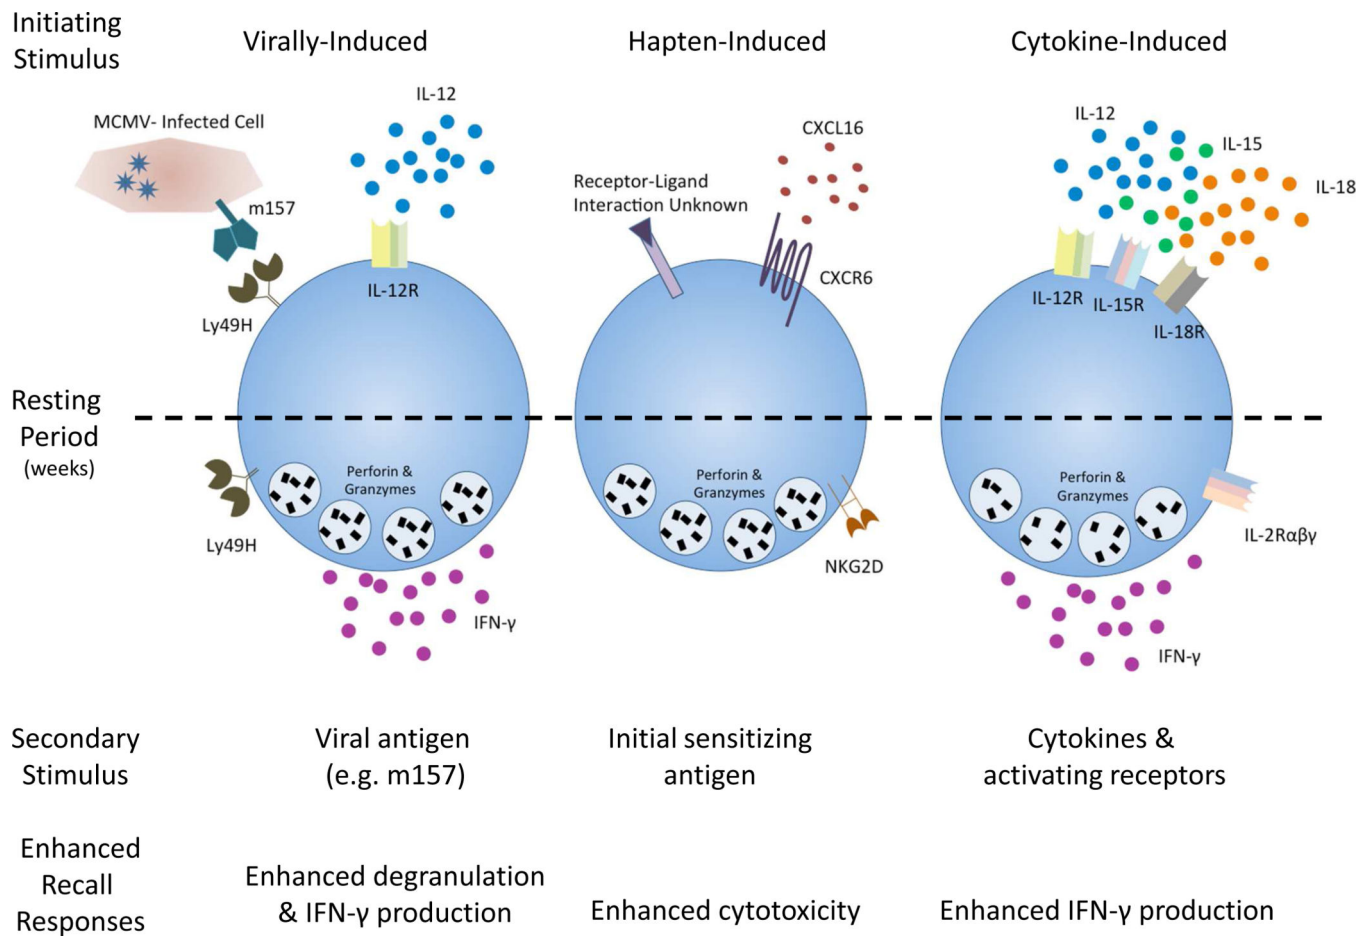 Initiating
Stimulus
Virally-Induced
Hapten-Induced
Cytokine-Induced
MCMV- Infected Cell
IL-12
m157
Ly49H
IL-12R
Receptor-Ligand
Interaction Unknown
CXCL16
CXCR6
IL-12
IL-15
IL-18
IL-12R
IL-15R
IL-18R
Resting
Period
(weeks)
Ly49H
Perforin &
Granzymes
IFN-γ
Perforin &
Granzymes
NKG2D
Perforin &
Granzymes
IL-2Rαβγ
IFN-γ
Secondary
Stimulus
Viral antigen
(e.g. m157)
Initial sensitizing
antigen
Cytokines &
activating receptors
Enhanced
Recall
Responses
Enhanced degranulation
& IFN-γ production
Enhanced cytotoxicity
Enhanced IFN-γ production